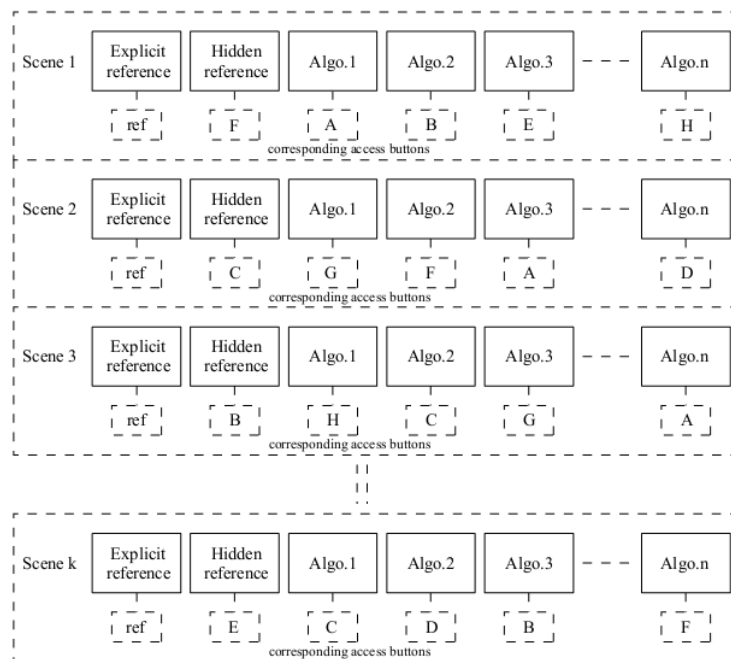 Scene 1
Explicit reference
Hidden reference
Algo.1
Algo.2
Algo.3
Algo.n
ref
F
A
B
E
H
corresponding access buttons
Scene 2
Explicit reference
Hidden reference
Algo.1
Algo.2
Algo.3
Algo.n
ref
C
G
F
A
D
corresponding access buttons
Scene 3
Explicit reference
Hidden reference
Algo.1
Algo.2
Algo.3
Algo.n
ref
B
H
C
G
A
corresponding access buttons
Scene k
Explicit reference
Hidden reference
Algo.1
Algo.2
Algo.3
Algo.n
ref
E
C
D
B
F
corresponding access buttons